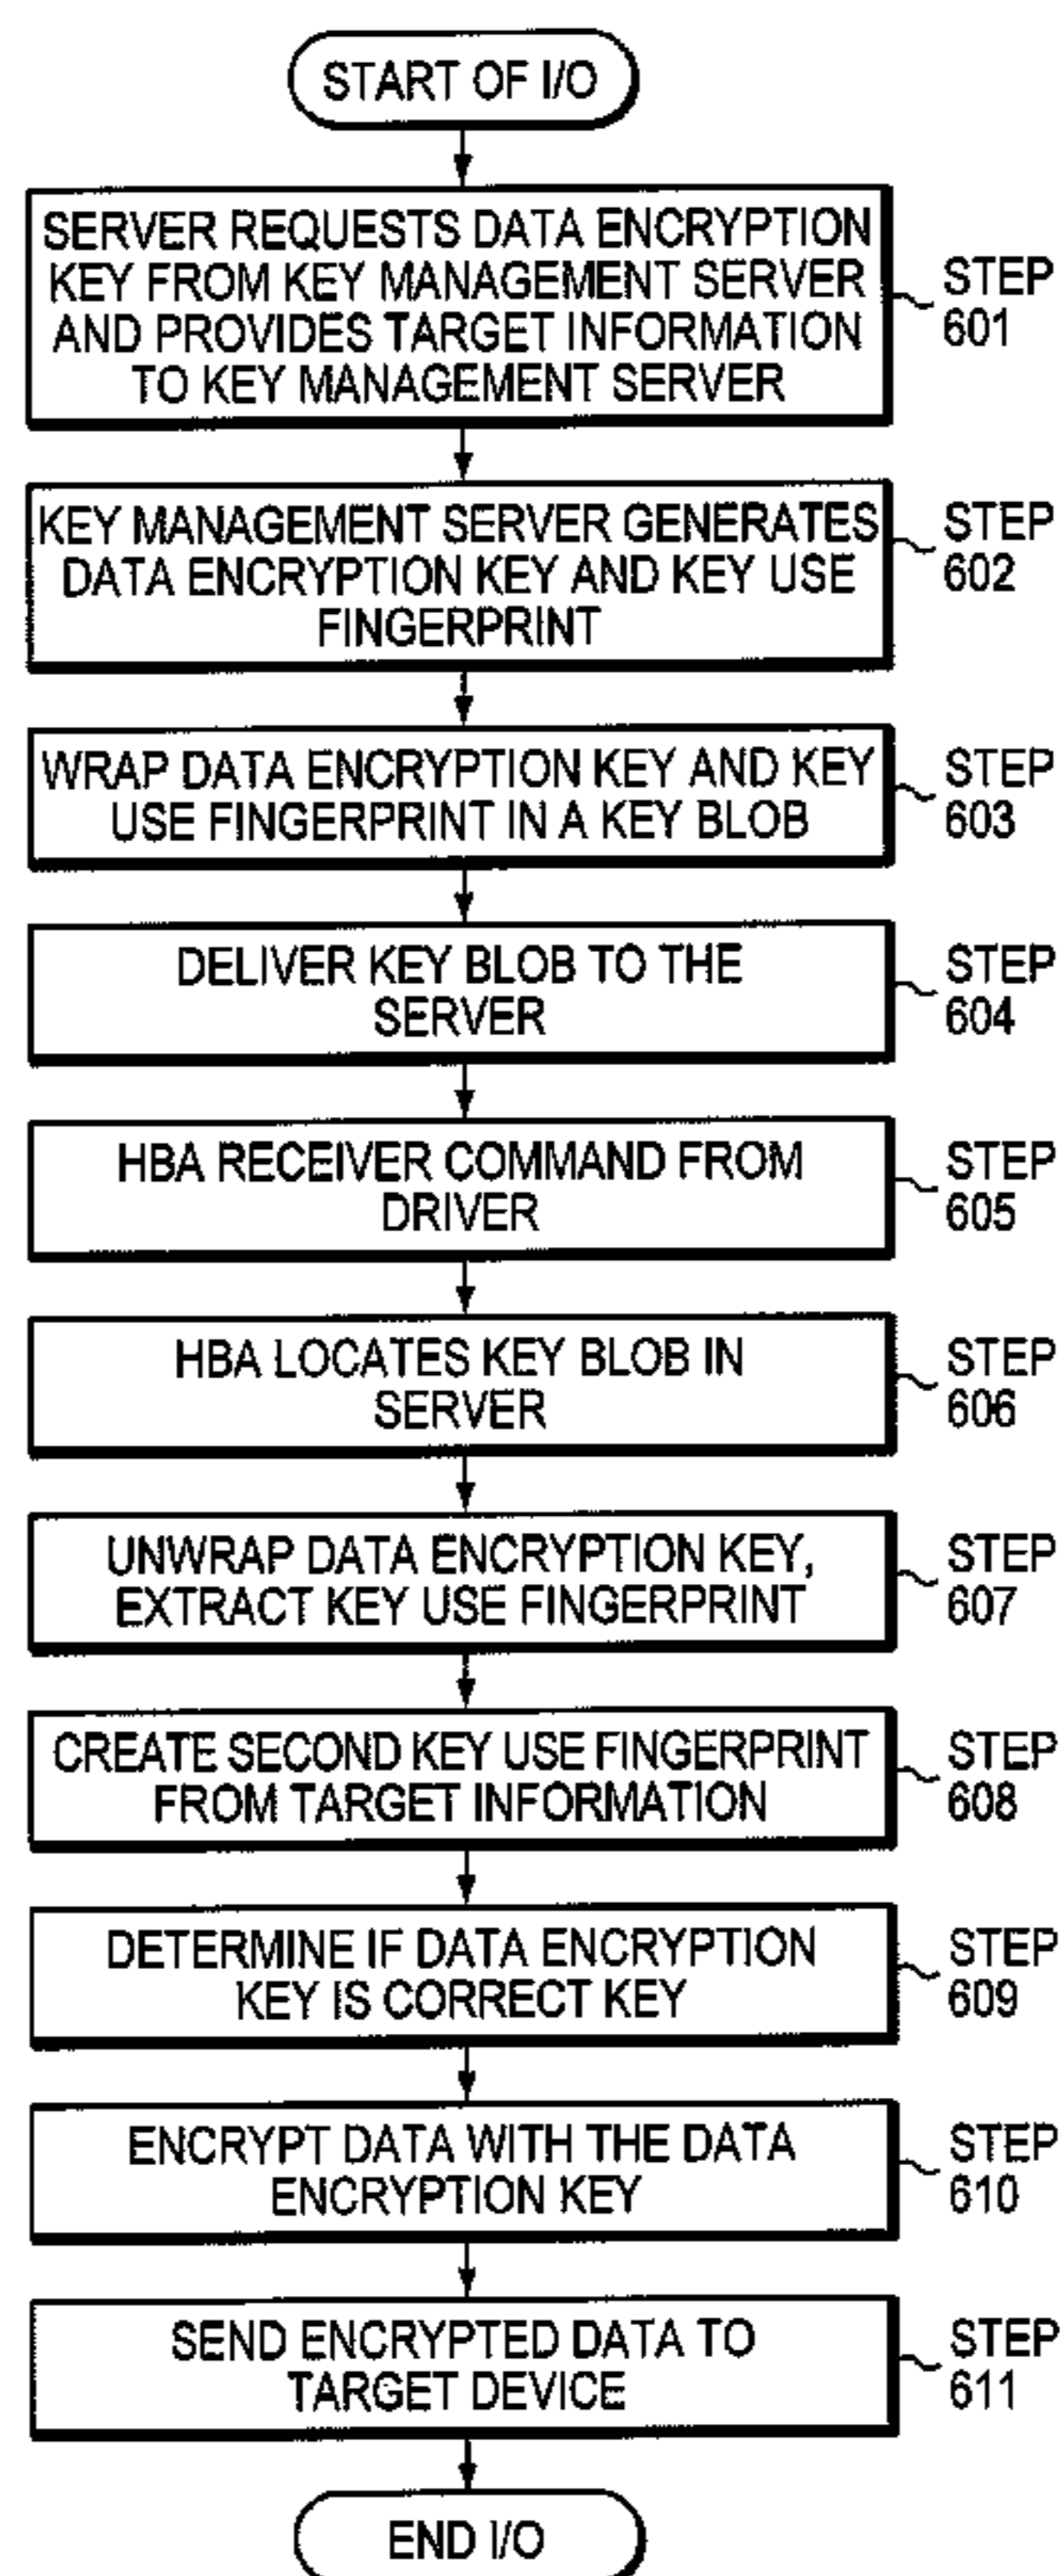 START OF I/O
SERVER REQUESTS DATA ENCRYPTION
KEY FROM KEY MANAGEMENT SERVER
AND PROVIDES TARGET INFORMATION
TO KEY MANAGEMENT SERVER
STEP
601
KEY MANAGEMENT SERVER GENERATES
DATA ENCRYPTION KEY AND KEY USE
FINGERPRINT
STEP
602
WRAP DATA ENCRYPTION KEY AND KEY
USE FINGERPRINT IN A KEY BLOB
STEP
603
DELIVER KEY BLOB TO THE
SERVER
STEP
604
HBA RECEIVER COMMAND FROM
DRIVER
STEP
605
HBA LOCATES KEY BLOB IN
SERVER
STEP
606
UNWRAP DATA ENCRYPTION KEY,
EXTRACT KEY USE FINGERPRINT
STEP
607
CREATE SECOND KEY USE FINGERPRINT
FROM TARGET INFORMATION
STEP
608
DETERMINE IF DATA ENCRYPTION
KEY IS CORRECT KEY
STEP
609
ENCRYPT DATA WITH THE DATA
ENCRYPTION KEY
STEP
610
SEND ENCRYPTED DATA TO
TARGET DEVICE
STEP
611
END I/O